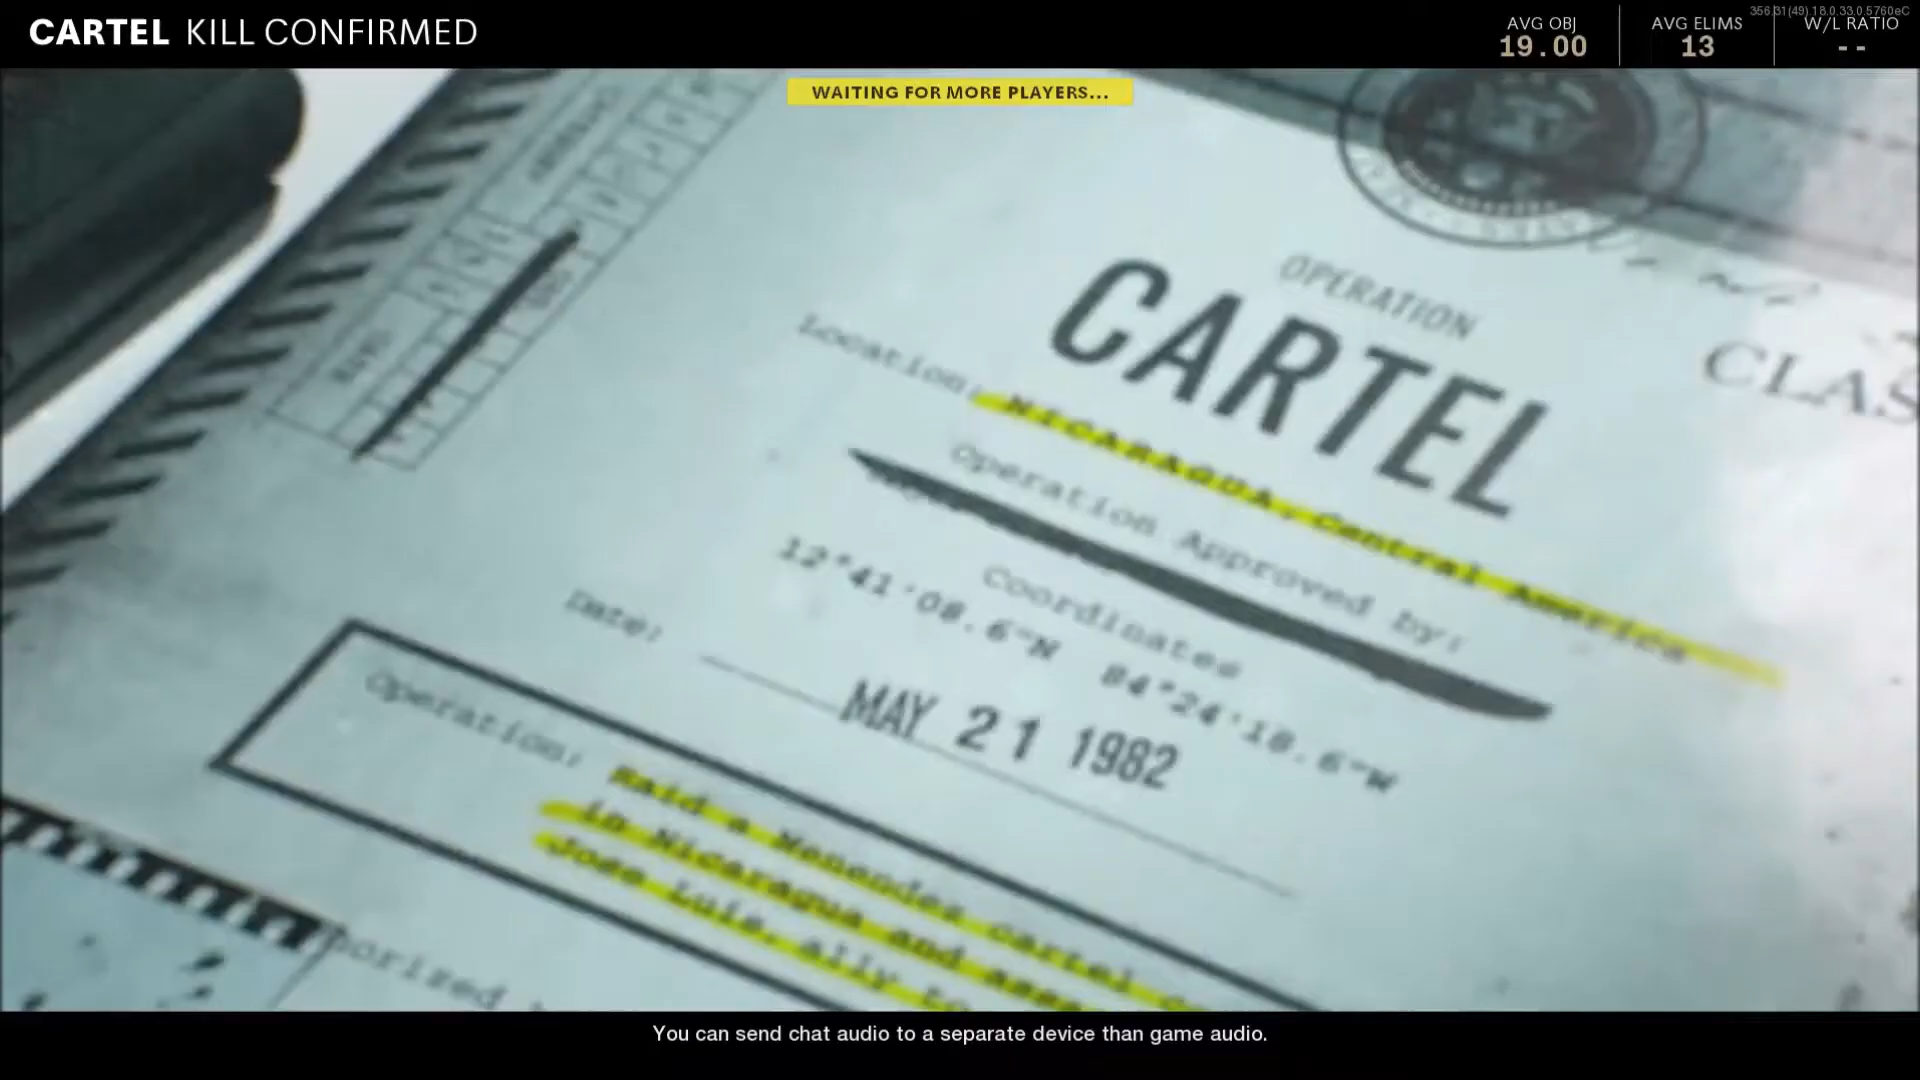 CARTEL KILL CONFIRMED
AVG OBJ
19.00
AVG ELIMS
13
W/L RATIO
--
WAITING FOR MORE PLAYERS...
OPERATION
CARTEL
CLAS
Location: NICARAGUA, Central America
Operation Approved by:
Coordinates
12°41'08.6"N 84°24'18.6"W
Date:
MAY 21 1982
Operation: Raid a Menendez cartel
in Nicaragua and
Jose Luis, ally to
orized
You can send chat audio to a separate device than game audio.